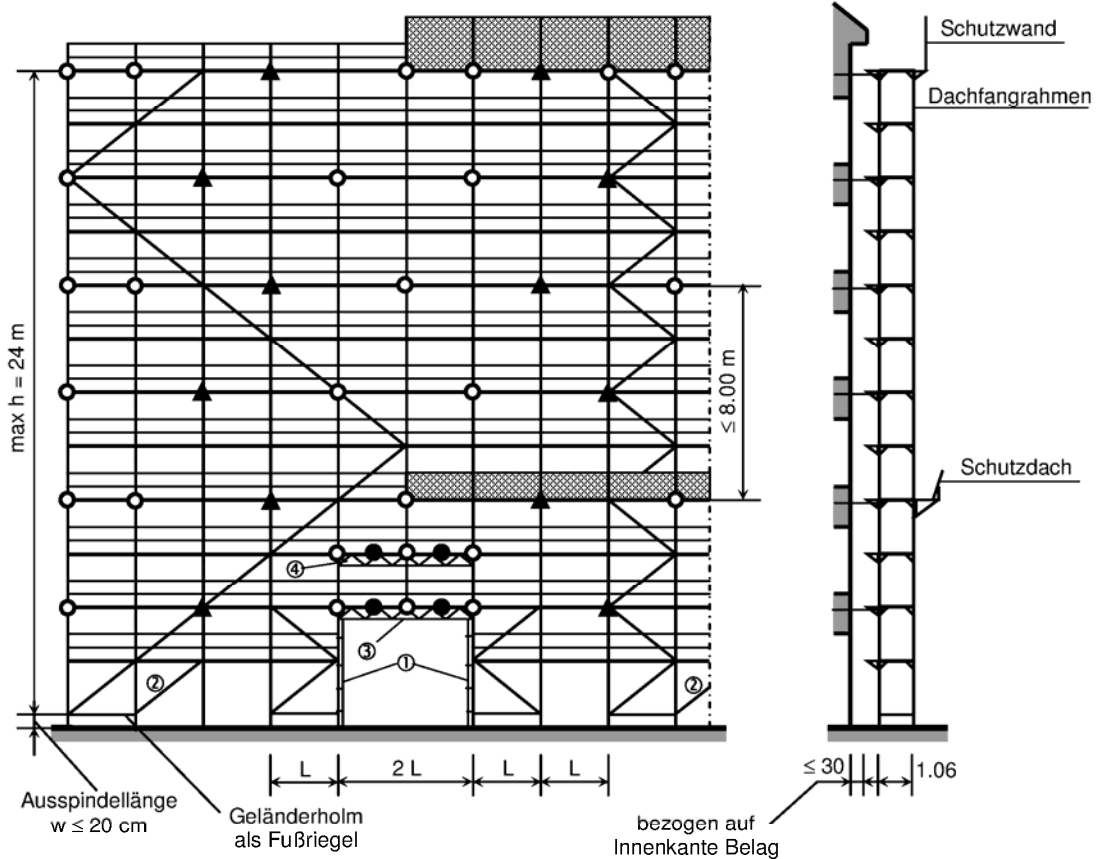 Schutzwand
Dachfangrahmen
max h = 24 m
≤ 8.00 m
Schutzdach
④
③
①
②
②
L
2 L
L
L
≤ 30
1.06
Ausspindellänge
w ≤ 20 cm
Geländerholm
als Fußriegel
bezogen auf
Innenkante Belag